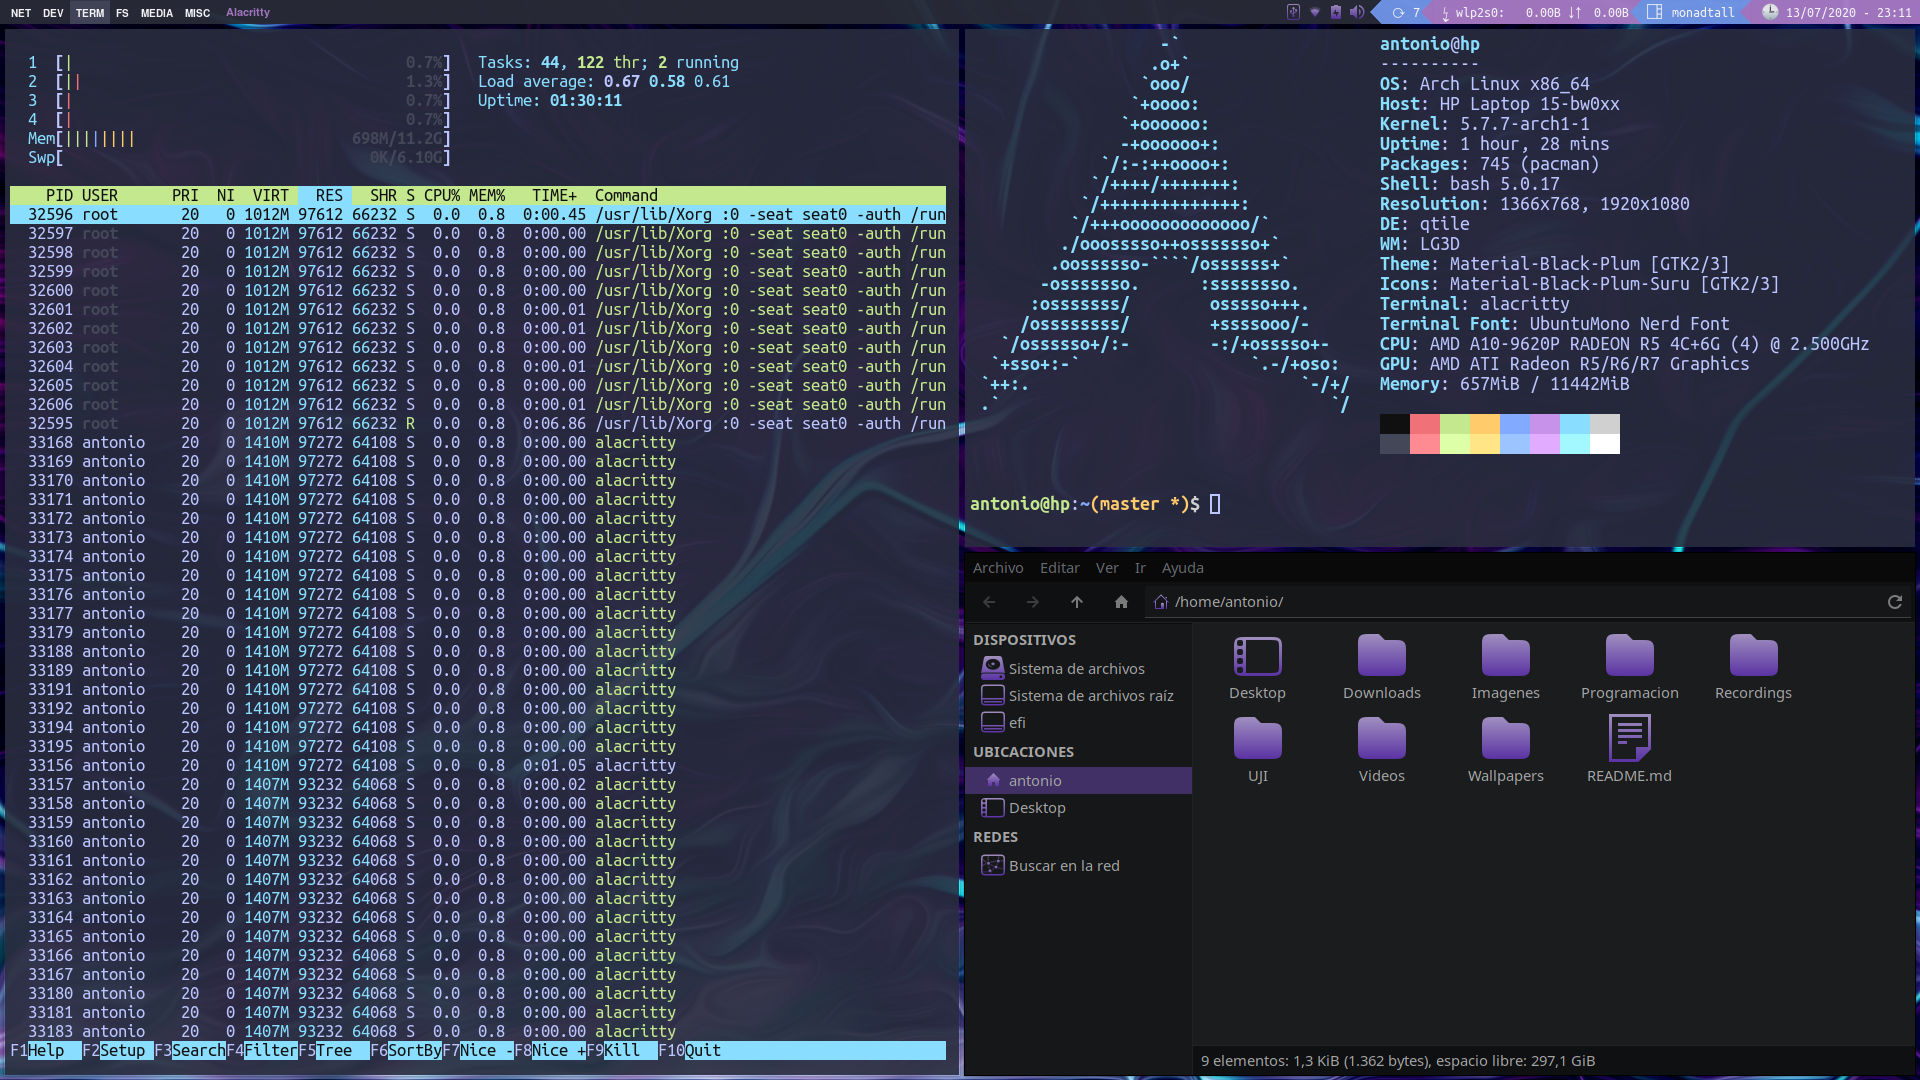 NET DEV TERM FS MEDIA MISC Alacritty
7 wlp2s0: 0.00B ↓↑ 0.00B monadtall 13/07/2020 - 23:11
1 [| 0.7%] Tasks: 44, 122 thr; 2 running
2 [|| 1.3%] Load average: 0.67 0.58 0.61
3 [| 0.7%] Uptime: 01:30:11
4 [| 0.7%]
Mem[|||||||| 698M/11.2G]
Swp[ 0K/6.10G]
PID USER PRI NI VIRT RES SHR S CPU% MEM% TIME+ Command
32596 root 20 0 1012M 97612 66232 S 0.0 0.8 0:00.45 /usr/lib/Xorg :0 -seat seat0 -auth /run
32597 root 20 0 1012M 97612 66232 S 0.0 0.8 0:00.00 /usr/lib/Xorg :0 -seat seat0 -auth /run
32598 root 20 0 1012M 97612 66232 S 0.0 0.8 0:00.00 /usr/lib/Xorg :0 -seat seat0 -auth /run
32599 root 20 0 1012M 97612 66232 S 0.0 0.8 0:00.00 /usr/lib/Xorg :0 -seat seat0 -auth /run
32600 root 20 0 1012M 97612 66232 S 0.0 0.8 0:00.00 /usr/lib/Xorg :0 -seat seat0 -auth /run
32601 root 20 0 1012M 97612 66232 S 0.0 0.8 0:00.01 /usr/lib/Xorg :0 -seat seat0 -auth /run
32602 root 20 0 1012M 97612 66232 S 0.0 0.8 0:00.01 /usr/lib/Xorg :0 -seat seat0 -auth /run
32603 root 20 0 1012M 97612 66232 S 0.0 0.8 0:00.00 /usr/lib/Xorg :0 -seat seat0 -auth /run
32604 root 20 0 1012M 97612 66232 S 0.0 0.8 0:00.01 /usr/lib/Xorg :0 -seat seat0 -auth /run
32605 root 20 0 1012M 97612 66232 S 0.0 0.8 0:00.00 /usr/lib/Xorg :0 -seat seat0 -auth /run
32606 root 20 0 1012M 97612 66232 S 0.0 0.8 0:00.01 /usr/lib/Xorg :0 -seat seat0 -auth /run
32595 root 20 0 1012M 97612 66232 R 0.0 0.8 0:06.86 /usr/lib/Xorg :0 -seat seat0 -auth /run
33168 antonio 20 0 1410M 97272 64108 S 0.0 0.8 0:00.00 alacritty
33169 antonio 20 0 1410M 97272 64108 S 0.0 0.8 0:00.00 alacritty
33170 antonio 20 0 1410M 97272 64108 S 0.0 0.8 0:00.00 alacritty
33171 antonio 20 0 1410M 97272 64108 S 0.0 0.8 0:00.00 alacritty
33172 antonio 20 0 1410M 97272 64108 S 0.0 0.8 0:00.00 alacritty
33173 antonio 20 0 1410M 97272 64108 S 0.0 0.8 0:00.00 alacritty
33174 antonio 20 0 1410M 97272 64108 S 0.0 0.8 0:00.00 alacritty
33175 antonio 20 0 1410M 97272 64108 S 0.0 0.8 0:00.00 alacritty
33176 antonio 20 0 1410M 97272 64108 S 0.0 0.8 0:00.00 alacritty
33177 antonio 20 0 1410M 97272 64108 S 0.0 0.8 0:00.00 alacritty
33179 antonio 20 0 1410M 97272 64108 S 0.0 0.8 0:00.00 alacritty
33188 antonio 20 0 1410M 97272 64108 S 0.0 0.8 0:00.00 alacritty
33189 antonio 20 0 1410M 97272 64108 S 0.0 0.8 0:00.00 alacritty
33191 antonio 20 0 1410M 97272 64108 S 0.0 0.8 0:00.00 alacritty
33192 antonio 20 0 1410M 97272 64108 S 0.0 0.8 0:00.00 alacritty
33194 antonio 20 0 1410M 97272 64108 S 0.0 0.8 0:00.00 alacritty
33195 antonio 20 0 1410M 97272 64108 S 0.0 0.8 0:00.00 alacritty
33156 antonio 20 0 1410M 97272 64108 S 0.0 0.8 0:01.05 alacritty
33157 antonio 20 0 1407M 93232 64068 S 0.0 0.8 0:00.02 alacritty
33158 antonio 20 0 1407M 93232 64068 S 0.0 0.8 0:00.00 alacritty
33159 antonio 20 0 1407M 93232 64068 S 0.0 0.8 0:00.00 alacritty
33160 antonio 20 0 1407M 93232 64068 S 0.0 0.8 0:00.00 alacritty
33161 antonio 20 0 1407M 93232 64068 S 0.0 0.8 0:00.00 alacritty
33162 antonio 20 0 1407M 93232 64068 S 0.0 0.8 0:00.00 alacritty
33163 antonio 20 0 1407M 93232 64068 S 0.0 0.8 0:00.00 alacritty
33164 antonio 20 0 1407M 93232 64068 S 0.0 0.8 0:00.00 alacritty
33165 antonio 20 0 1407M 93232 64068 S 0.0 0.8 0:00.00 alacritty
33166 antonio 20 0 1407M 93232 64068 S 0.0 0.8 0:00.00 alacritty
33167 antonio 20 0 1407M 93232 64068 S 0.0 0.8 0:00.00 alacritty
33180 antonio 20 0 1407M 93232 64068 S 0.0 0.8 0:00.00 alacritty
33181 antonio 20 0 1407M 93232 64068 S 0.0 0.8 0:00.00 alacritty
33183 antonio 20 0 1407M 93232 64068 S 0.0 0.8 0:00.00 alacritty
F1Help F2Setup F3SearchF4FilterF5Tree F6SortByF7Nice -F8Nice +F9Kill F10Quit
-` antonio@hp
.o+` ----------
`ooo/ OS: Arch Linux x86_64
`+oooo: Host: HP Laptop 15-bw0xx
`+oooooo: Kernel: 5.7.7-arch1-1
-+oooooo+: Uptime: 1 hour, 28 mins
`/:-:++oooo+: Packages: 745 (pacman)
`/++++/+++++++: Shell: bash 5.0.17
`/++++++++++++++: Resolution: 1366x768, 1920x1080
`/+++ooooooooooooo/` DE: qtile
./ooosssso++osssssso+` WM: LG3D
.oossssso-````/ossssss+` Theme: Material-Black-Plum [GTK2/3]
-osssssso. :ssssssso. Icons: Material-Black-Plum-Suru [GTK2/3]
:osssssss/ osssso+++. Terminal: alacritty
/ossssssss/ +ssssooo/- Terminal Font: UbuntuMono Nerd Font
`/ossssso+/:- -:/+osssso+- CPU: AMD A10-9620P RADEON R5 4C+6G (4) @ 2.500GHz
`+sso+:-` `.-/+oso: GPU: AMD ATI Radeon R5/R6/R7 Graphics
`++:. `-/+/ Memory: 657MiB / 11442MiB
.` `/
antonio@hp:~(master *)$
Archivo Editar Ver Ir Ayuda
/home/antonio/
DISPOSITIVOS
Sistema de archivos
Sistema de archivos raíz
efi
UBICACIONES
antonio
Desktop
REDES
Buscar en la red
Desktop Downloads Imagenes Programacion Recordings
UJI Videos Wallpapers README.md
9 elementos: 1,3 KiB (1.362 bytes), espacio libre: 297,1 GiB